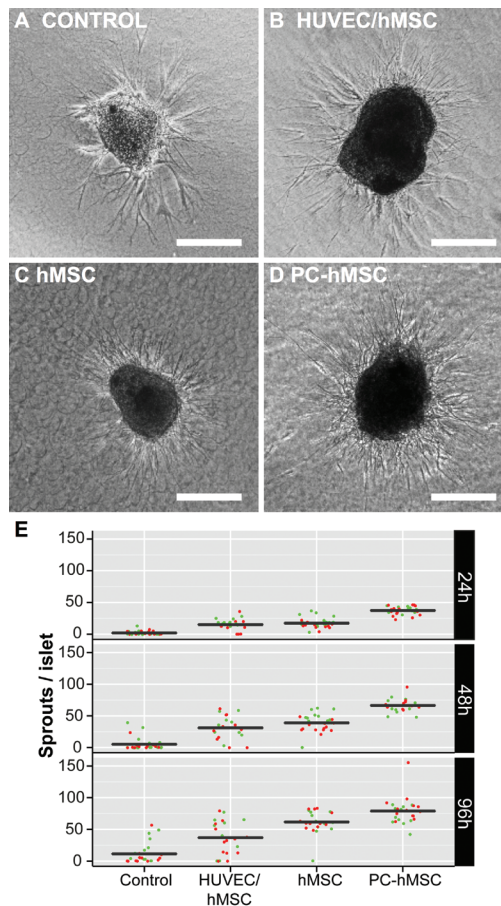 A CONTROL
B HUVEC/hMSC
C hMSC
D PC-hMSC
E
Sprouts / islet
150
100
50
0
24h
150
100
50
0
48h
150
100
50
0
96h
Control
HUVEC/
hMSC
hMSC
PC-hMSC